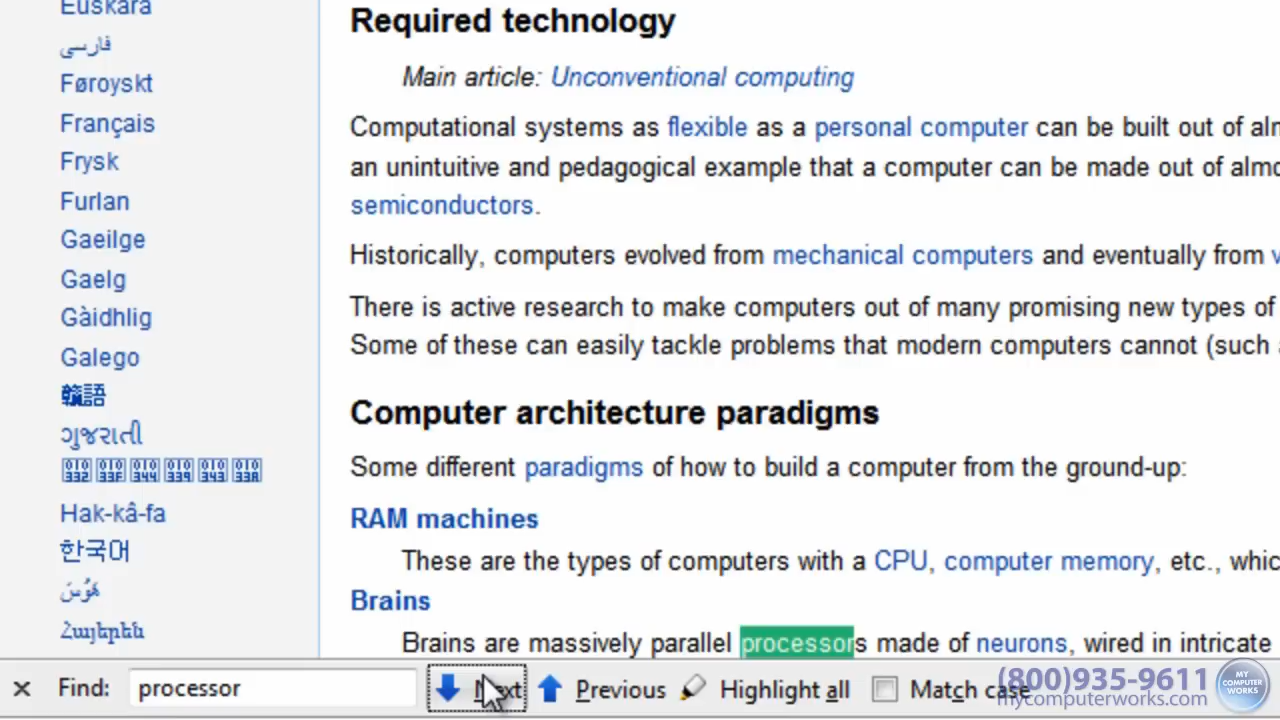 Euskara
فارسی
Føroyskt
Français
Frysk
Furlan
Gaeilge
Gaelg
Gàidhlig
Galego
ગુજરાતી
Hak-kâ-fa
한국어
هَوُسَ
Հայերեն
Required technology
Main article: Unconventional computing
Computational systems as flexible as a personal computer can be built out of
an unintuitive and pedagogical example that a computer can be made out of
semiconductors.
Historically, computers evolved from mechanical computers and eventually from
There is active research to make computers out of many promising new types of
Some of these can easily tackle problems that modern computers cannot (such
Computer architecture paradigms
Some different paradigms of how to build a computer from the ground-up:
RAM machines
These are the types of computers with a CPU, computer memory, etc.,
Brains
Brains are massively parallel processors made of neurons, wired in intricate
Find: processor Next Previous Highlight all Match case
(800)935-9611
mycomputerworks.com
MY
COMPUTER
WORKS